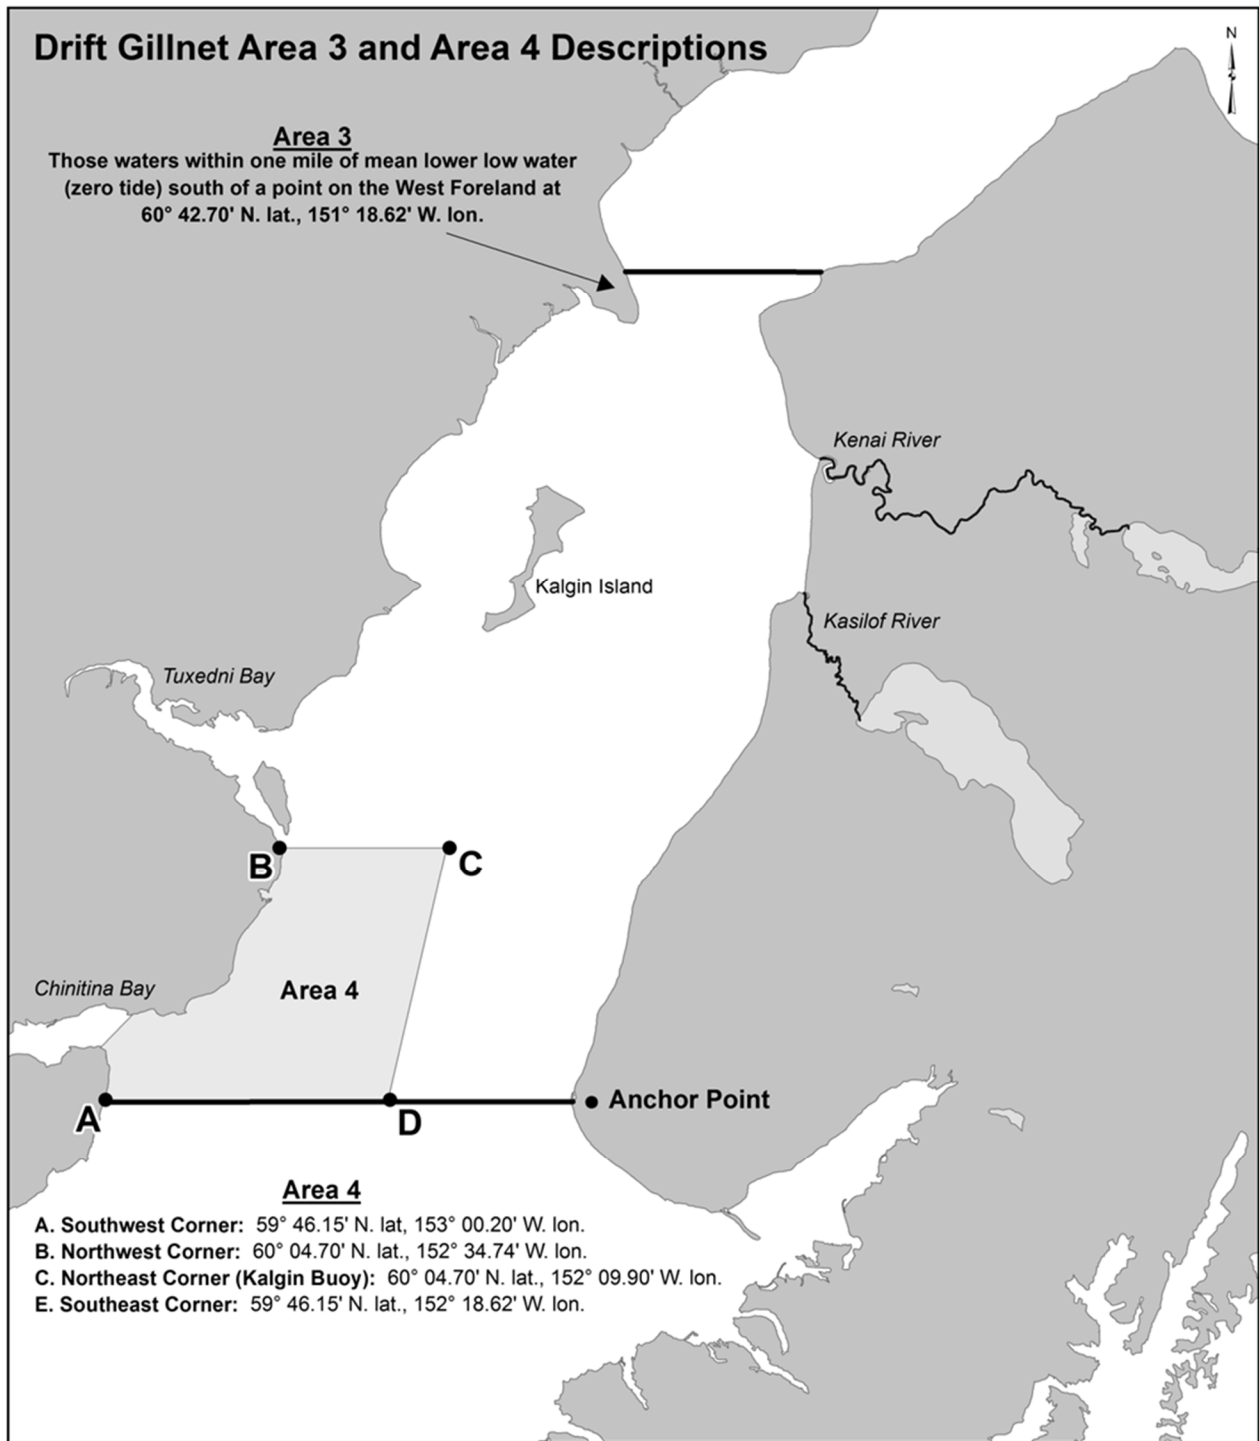 Drift Gillnet Area 3 and Area 4 Descriptions
N
Area 3
Those waters within one mile of mean lower low water
(zero tide) south of a point on the West Foreland at
60° 42.70' N. lat., 151° 18.62' W. lon.
Kenai River
Kalgin Island
Kasilof River
Tuxedni Bay
B
C
Chinitina Bay
Area 4
A
D
Anchor Point
Area 4
A. Southwest Corner: 59° 46.15' N. lat, 153° 00.20' W. lon.
B. Northwest Corner: 60° 04.70' N. lat., 152° 34.74' W. lon.
C. Northeast Corner (Kalgin Buoy): 60° 04.70' N. lat., 152° 09.90' W. lon.
E. Southeast Corner: 59° 46.15' N. lat., 152° 18.62' W. lon.